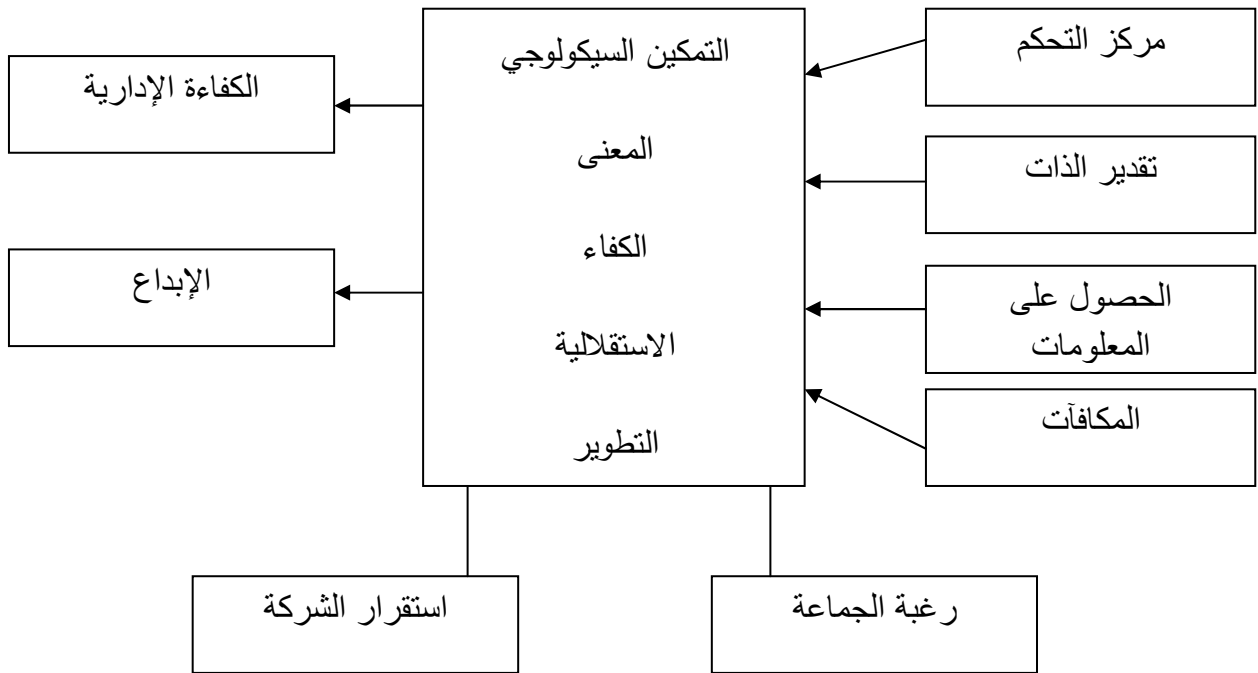 مركز التحكم
تقدير الذات
الحصول على
المعلومات
المكافآت
التمكين السيكولوجي
المعنى
الكفاء
الاستقلالية
التطوير
الكفاءة الإدارية
الإبداع
رغبة الجماعة
استقرار الشركة